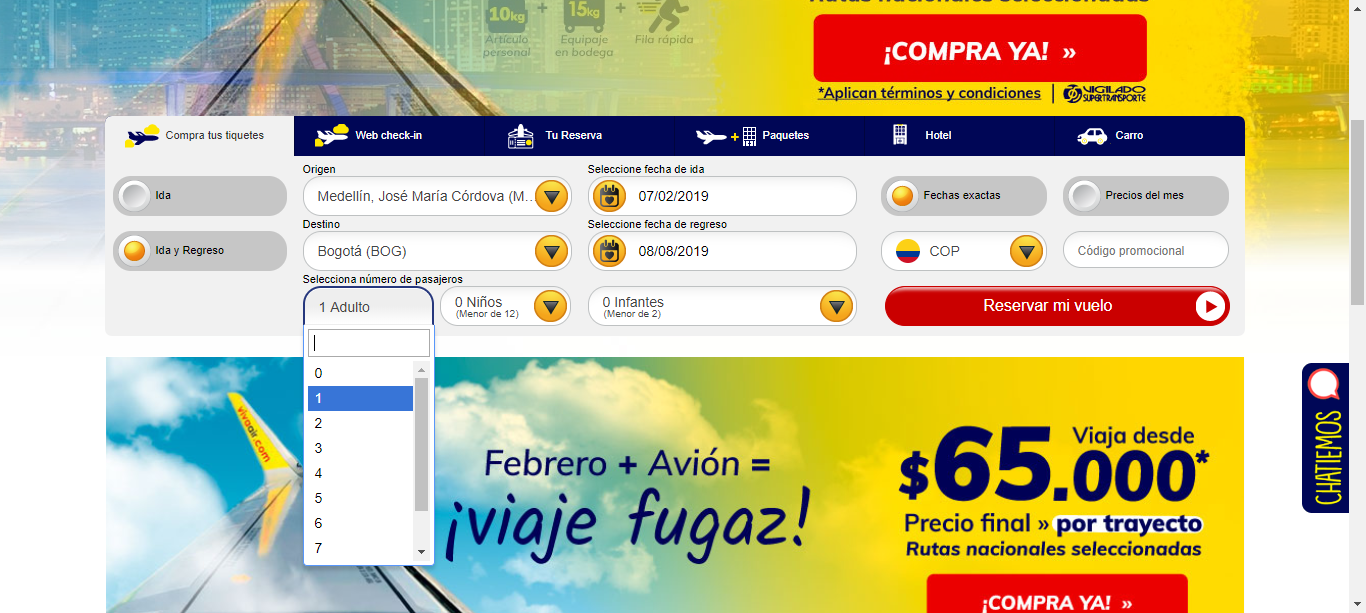 10kg + 15kg +
Artículo personal
Equipaje en bodega
Fila rápida
Rutas nacionales seleccionadas
¡COMPRA YA! »
*Aplican términos y condiciones | VIGILADO SUPERTRANSPORTE
Compra tus tiquetes
Web check-in
Tu Reserva
+ Paquetes
Hotel
Carro
Ida
Ida y Regreso
Origen
Medellín, José María Córdova (M...
Destino
Bogotá (BOG)
Selecciona número de pasajeros
1 Adulto
0 Niños
(Menor de 12)
0 Infantes
(Menor de 2)
Seleccione fecha de ida
07/02/2019
Seleccione fecha de regreso
08/08/2019
Fechas exactas
Precios del mes
COP
Código promocional
Reservar mi vuelo
0
1
2
3
4
5
6
7
vivaair.com
Febrero + Avión =
¡viaje fugaz!
Viaja desde
$65.000*
Precio final » por trayecto
Rutas nacionales seleccionadas
¡COMPRA YA! »
CHATIEMOS